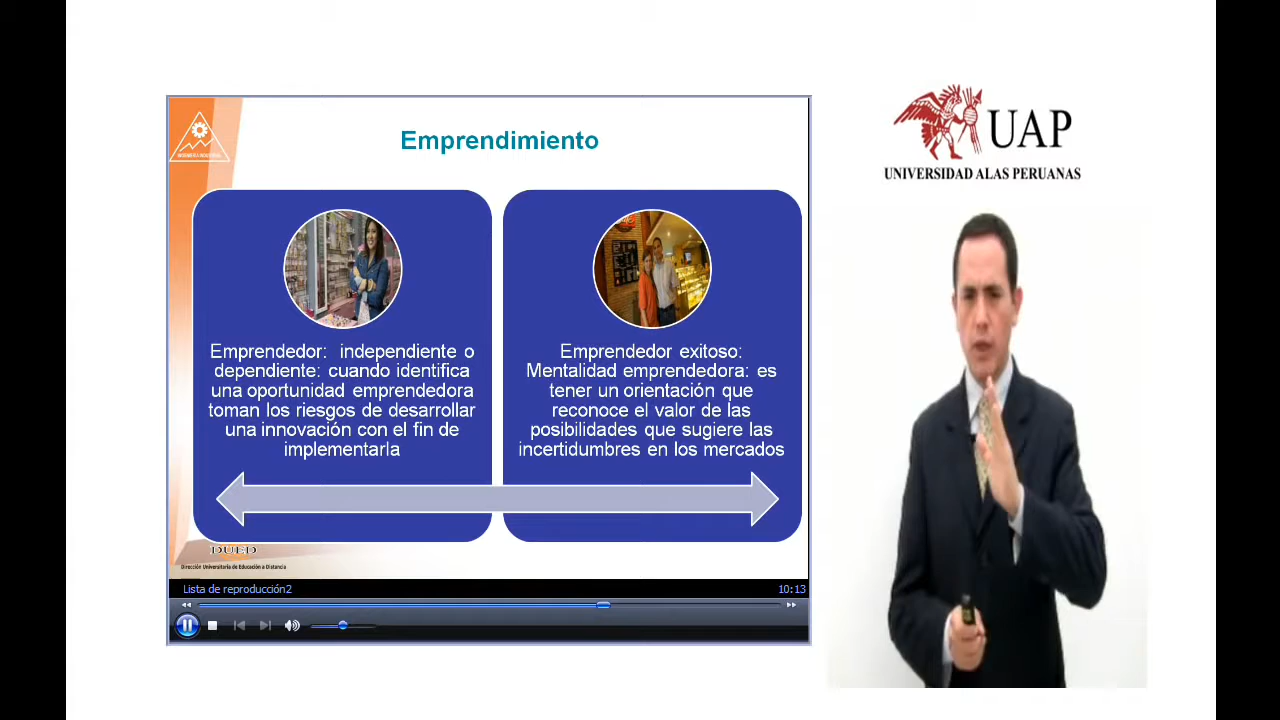 Emprendimiento
Emprendedor: independiente o
dependiente: cuando identifica
una oportunidad emprendedora
toman los riesgos de desarrollar
una innovación con el fin de
implementarla
Emprendedor exitoso:
Mentalidad emprendedora: es
tener un orientación que
reconoce el valor de las
posibilidades que sugiere las
incertidumbres en los mercados
DUED
Dirección Universitaria de Educación a Distancia
Lista de reproducción2
10:13
UAP
UNIVERSIDAD ALAS PERUANAS